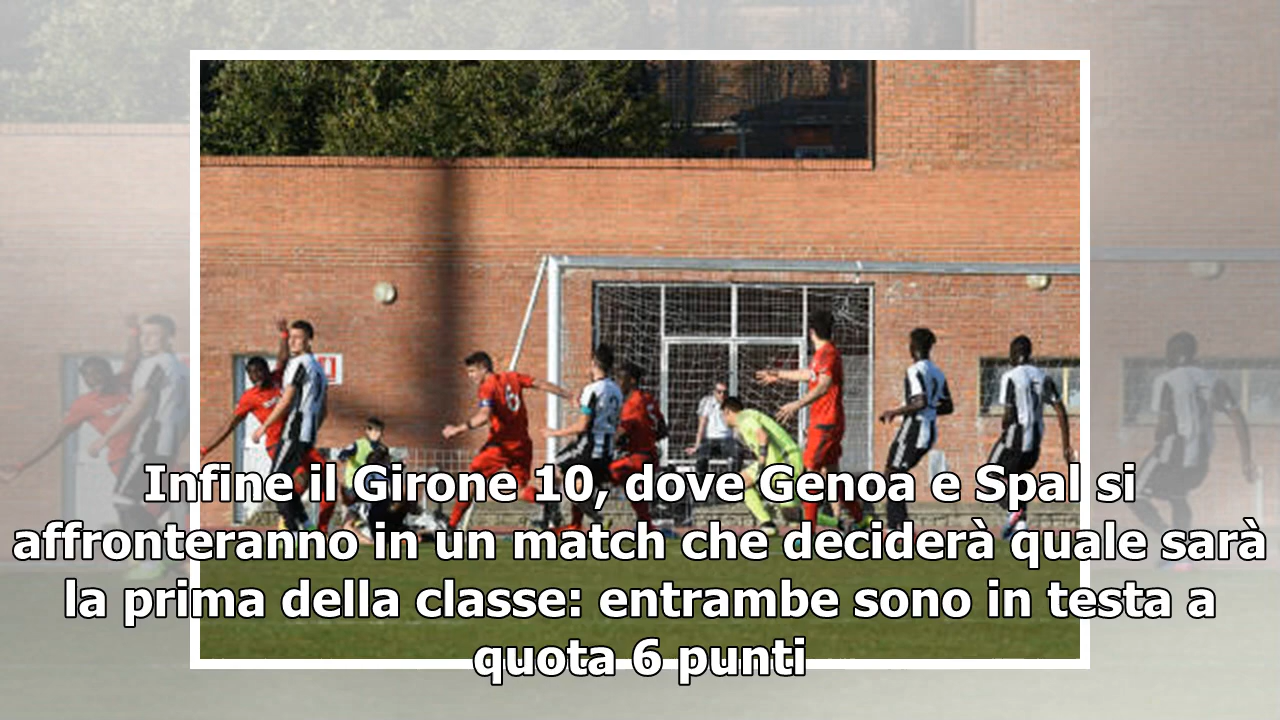 Infine il Girone 10, dove Genoa e Spal si
affronteranno in un match che deciderà quale sarà
la prima della classe: entrambe sono in testa a
quota 6 punti
6